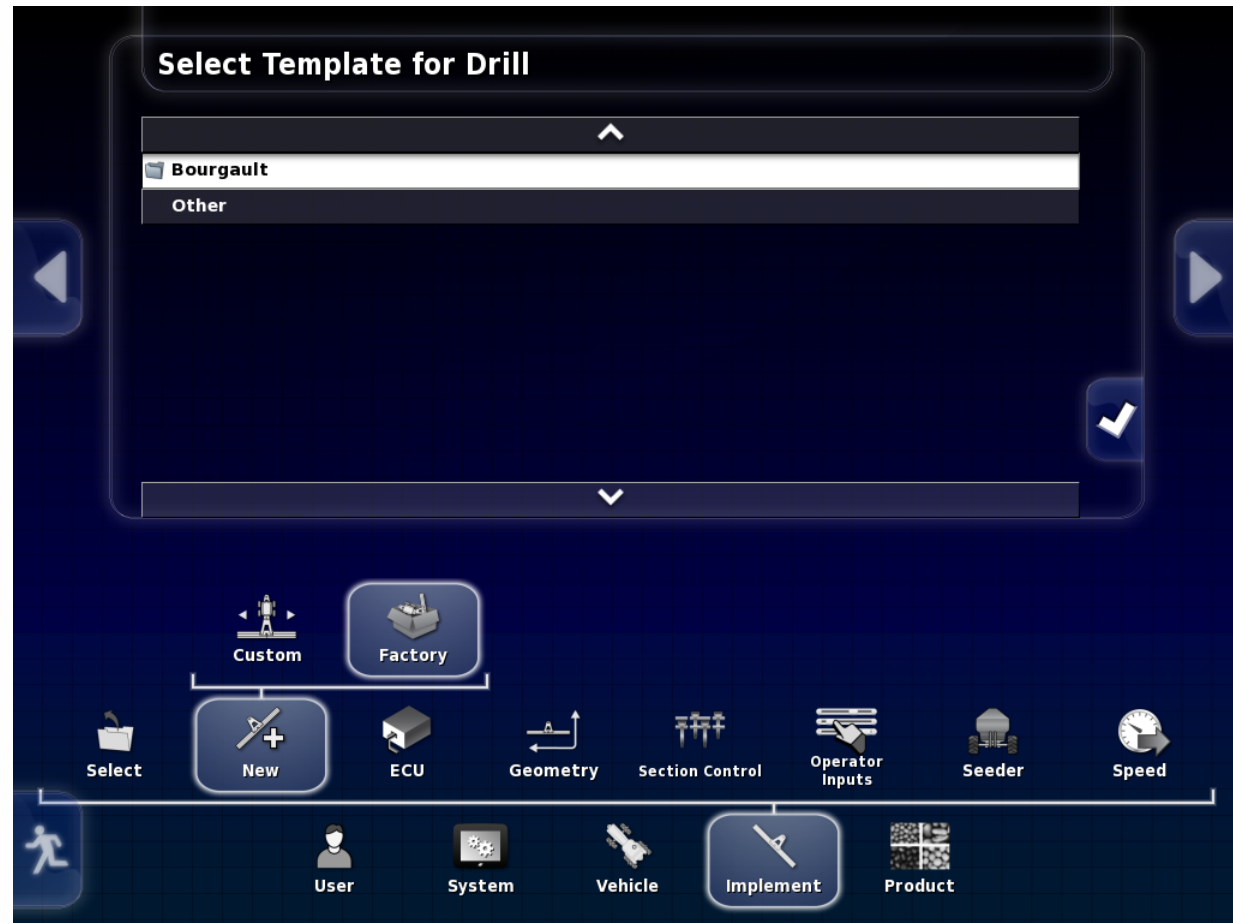 Select Template for Drill
Bourgault
Other
Custom
Factory
Select
New
ECU
Geometry
Section Control
Operator
Inputs
Seeder
Speed
User
System
Vehicle
Implement
Product